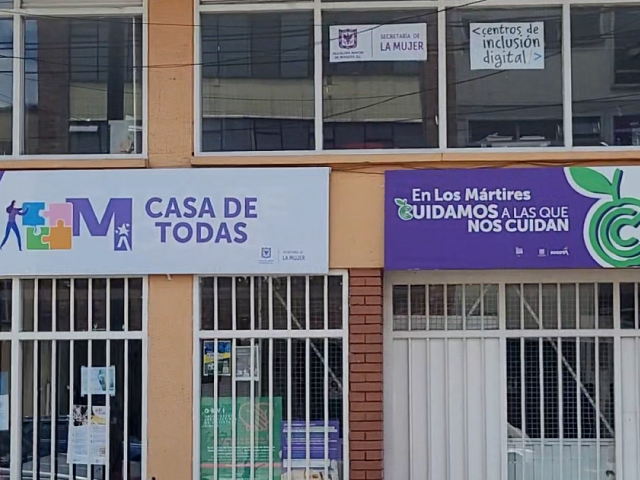 SECRETARÍA DE
LA MUJER
<centros de
inclusión
digital>
M
CASA DE
TODAS
LA MUJER
En Los Mártires
CUIDAMOS A LAS QUE
NOS CUIDAN
BOGOTÁ